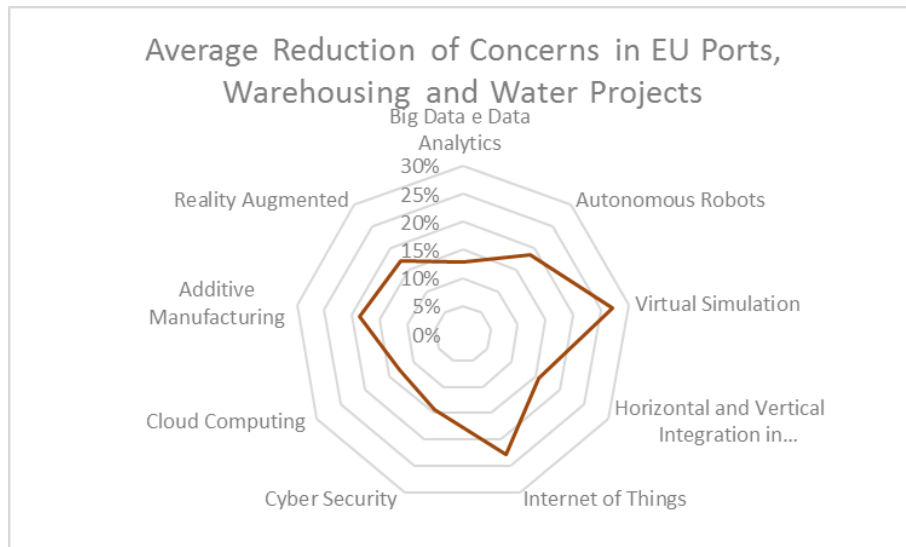 Average Reduction of Concerns in EU Ports,
Warehousing and Water Projects
Big Data e Data
Analytics
30%
25%
20%
15%
10%
5%
0%
Autonomous Robots
Virtual Simulation
Horizontal and Vertical
Integration in…
Internet of Things
Cyber Security
Cloud Computing
Additive
Manufacturing
Reality Augmented